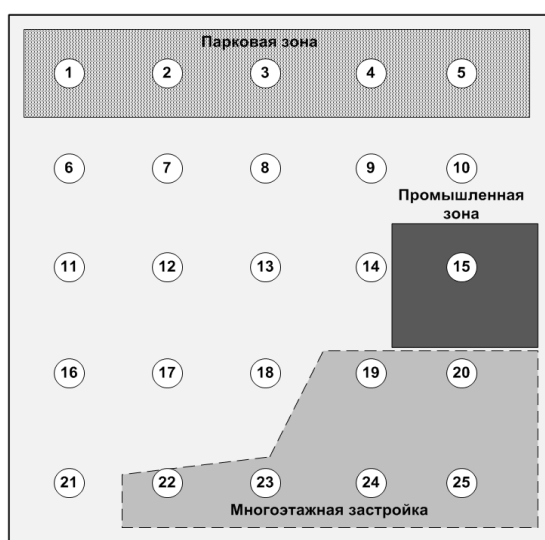 Парковая зона
1 2 3 4 5
6 7 8 9 10
Промышленная
зона
11 12 13 14 15
16 17 18 19 20
21 22 23 24 25
Многоэтажная застройка